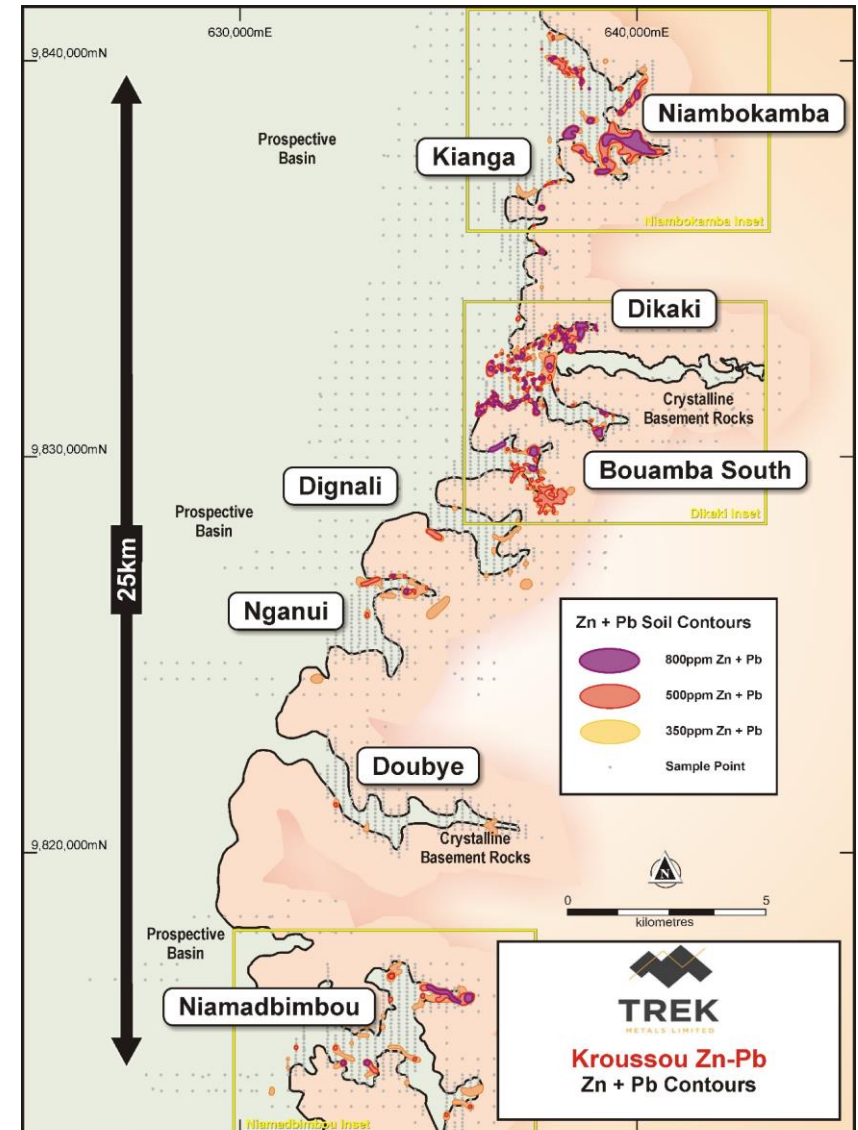 630,000mE
640,000mE
9,840,000mN
Prospective
Basin
Niambokamba
Kianga
Niambokamba Inset
Dikaki
Crystalline
Basement Rocks
9,830,000mN
Bouamba South
Dignali
Dikaki Inset
Prospective
Basin
25km
Nganui
Zn + Pb Soil Contours
800ppm Zn + Pb
500ppm Zn + Pb
350ppm Zn + Pb
Sample Point
Doubye
Crystalline
Basement Rocks
9,820,000mN
N
0 5
kilometres
Prospective
Basin
Niamadbimbou
TREK
METALS LIMITED
Kroussou Zn-Pb
Zn + Pb Contours
Niamadbimbou Inset